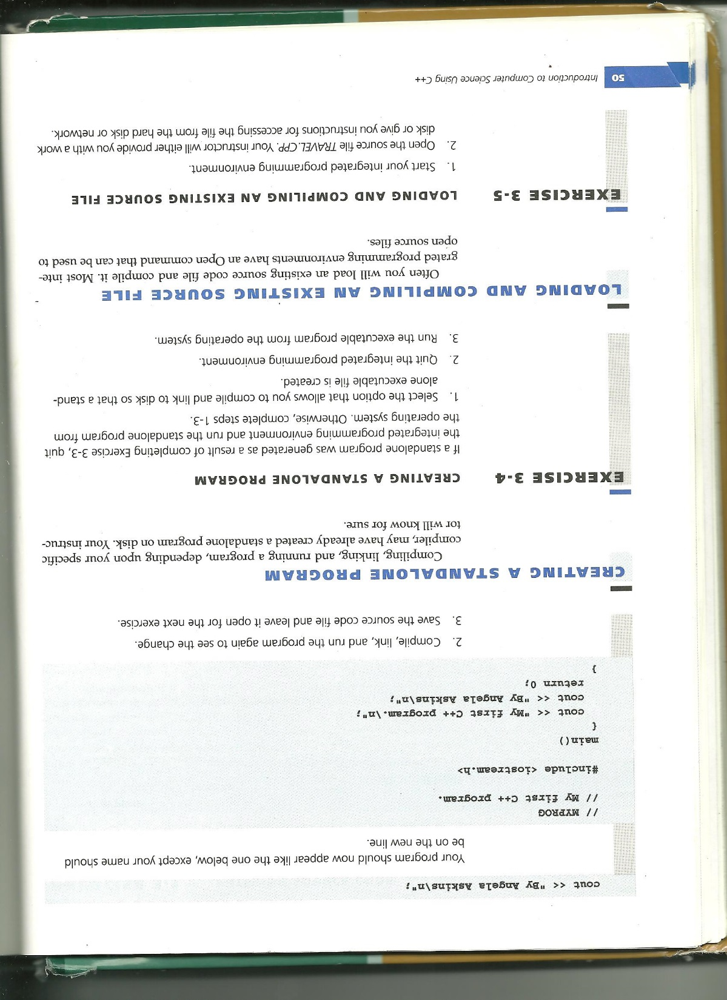 cout << "By Angela Askins\n";
Your program should now appear like the one below, except your name should
be on the new line.
// MYPROG
// My first C++ program.
#include <iostream.h>
main()
{
cout << "My first C++ program.\n";
cout << "By Angela Askins\n";
return 0;
}
2. Compile, link, and run the program again to see the change.
3. Save the source code file and leave it open for the next exercise.
CREATING A STANDALONE PROGRAM
Compiling, linking, and running a program, depending upon your specific
compiler, may have already created a standalone program on disk. Your instruc-
tor will know for sure.
EXERCISE 3-4 CREATING A STANDALONE PROGRAM
If a standalone program was generated as a result of completing Exercise 3-3, quit
the integrated programming environment and run the standalone program from
the operating system. Otherwise, complete steps 1-3.
1. Select the option that allows you to compile and link to disk so that a stand-
alone executable file is created.
2. Quit the integrated programming environment.
3. Run the executable program from the operating system.
LOADING AND COMPILING AN EXISTING SOURCE FILE
Often you will load an existing source code file and compile it. Most inte-
grated programming environments have an Open command that can be used to
open source files.
EXERCISE 3-5 LOADING AND COMPILING AN EXISTING SOURCE FILE
1. Start your integrated programming environment.
2. Open the source file TRAVEL.CPP. Your instructor will either provide you with a work
disk or give you instructions for accessing the file from the hard disk or network.
50 Introduction to Computer Science Using C++